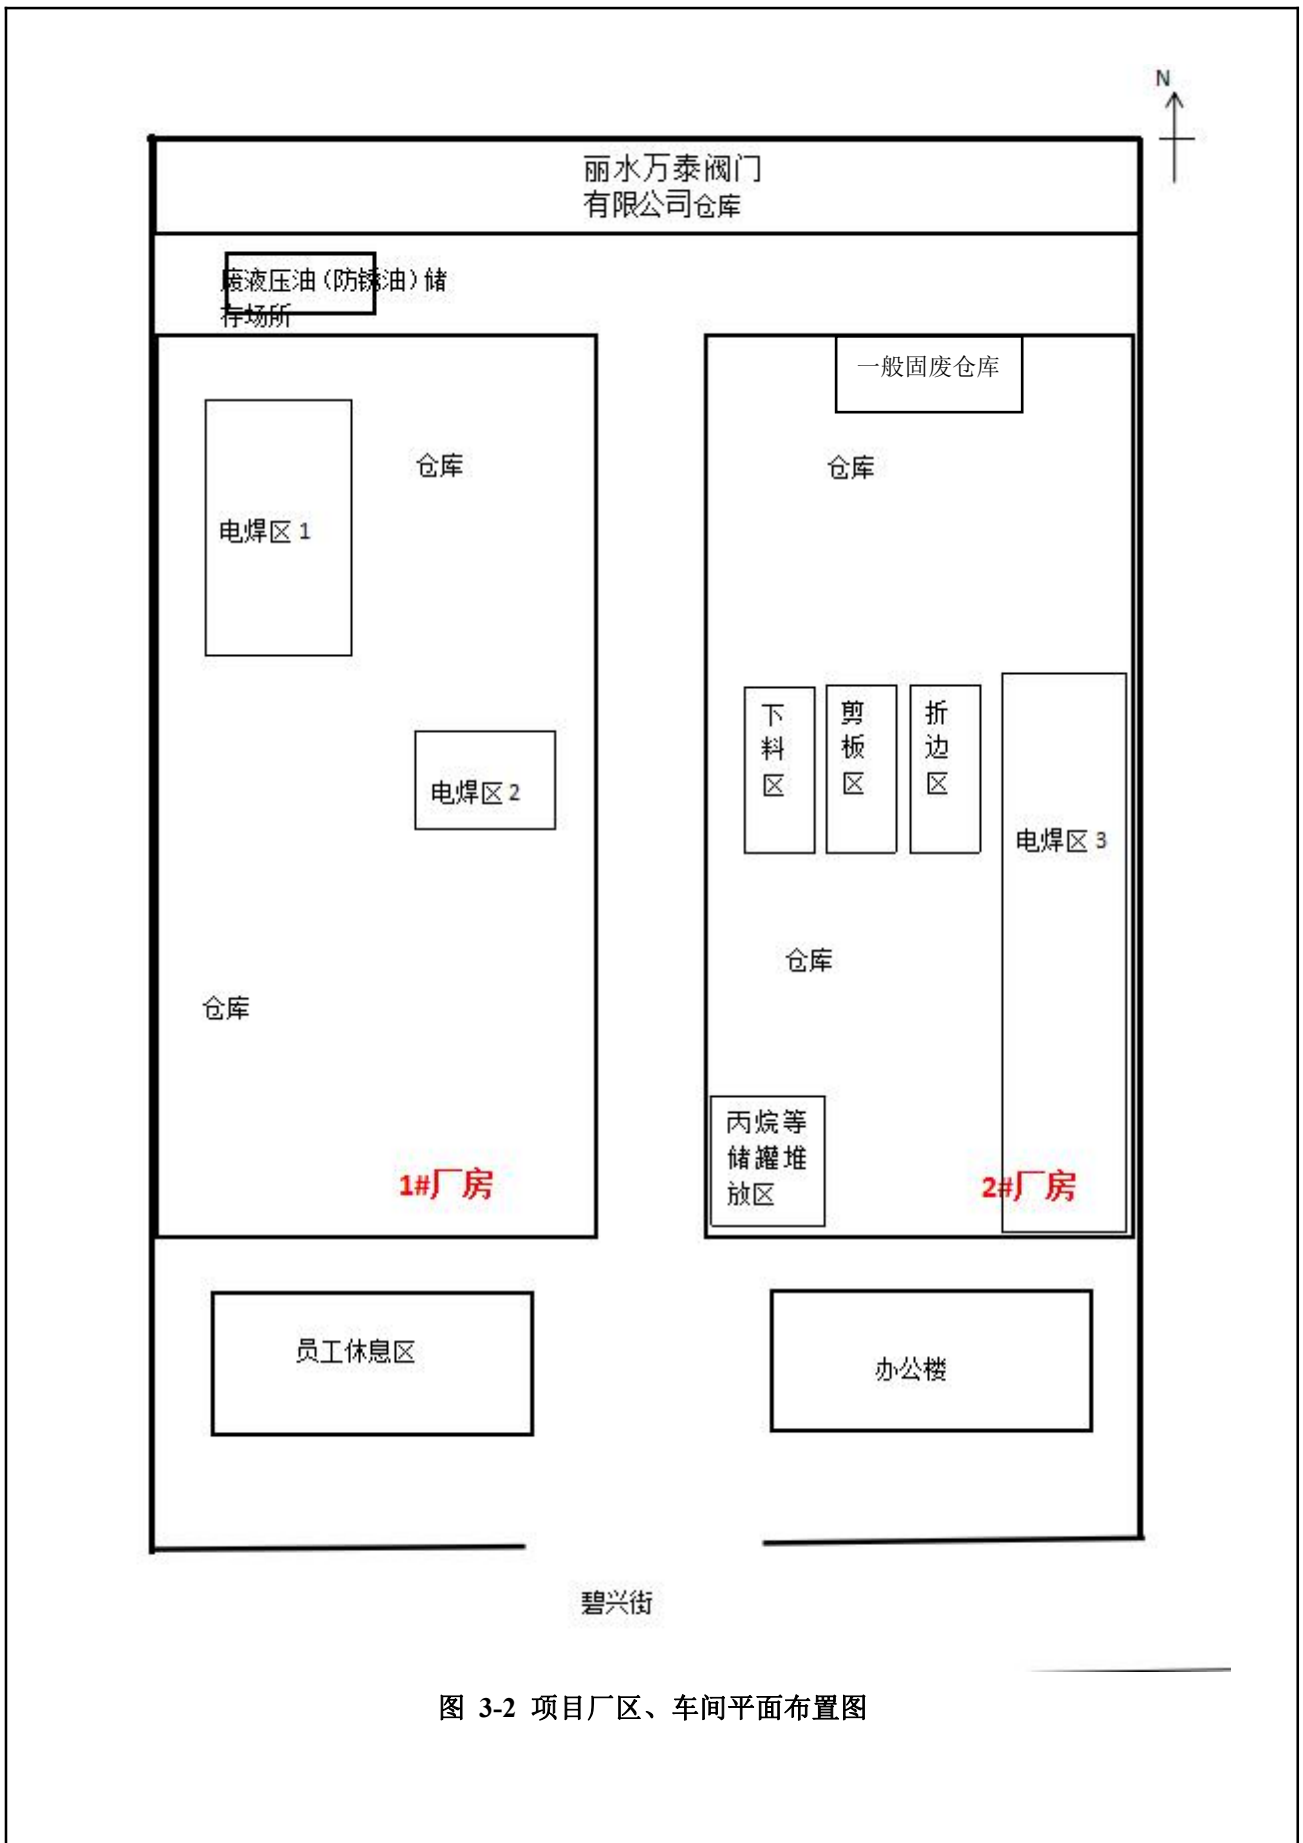 N
丽水万泰阀门
有限公司仓库
废液压油（防锈油）储
存场所
一般固废仓库
仓库
仓库
电焊区 1
下
料
区
剪
板
区
折
边
区
电焊区 2
电焊区 3
仓库
仓库
丙烷等
储罐堆
放区
1#厂房
2#厂房
员工休息区
办公楼
碧兴街
图 3-2 项目厂区、车间平面布置图